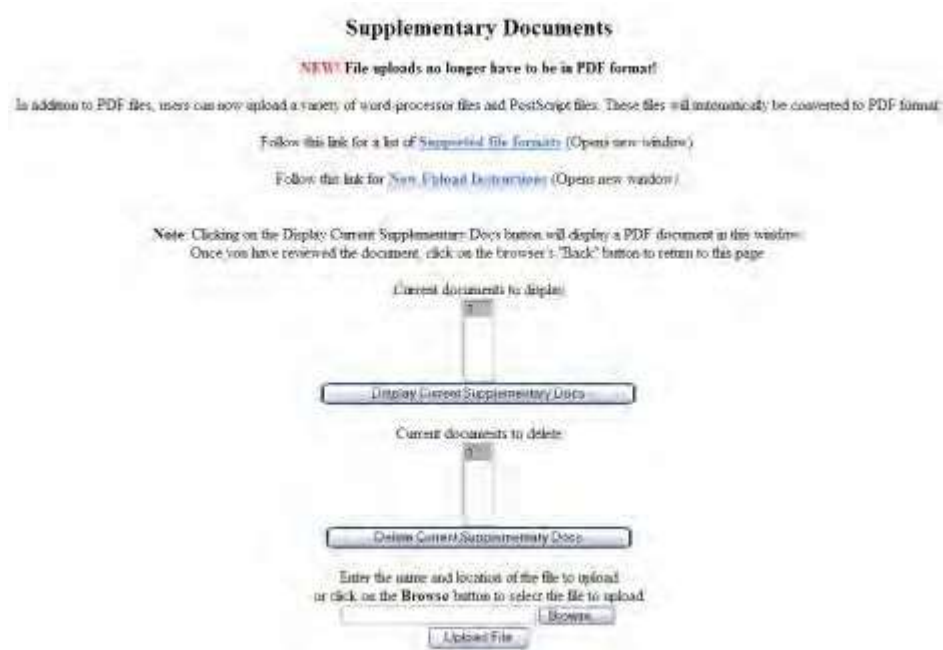 Supplementary Documents
NEW! File uploads no longer have to be in PDF format!
In addition to PDF files, users can now upload a variety of word-processor files and PostScript files. These files will automatically be converted to PDF format
Follow this link for a list of Supported file formats (Opens new window)
Follow this link for New Upload Instructions (Opens new window)
Note: Clicking on the Display Current Supplementary Docs button will display a PDF document in this window.
Once you have reviewed the document, click on the browser's "Back" button to return to this page
Current documents to display
Display Current Supplementary Docs
Current documents to delete
Delete Current Supplementary Docs
Enter the name and location of the file to upload
or click on the Browse button to select the file to upload
Browse...
Upload File